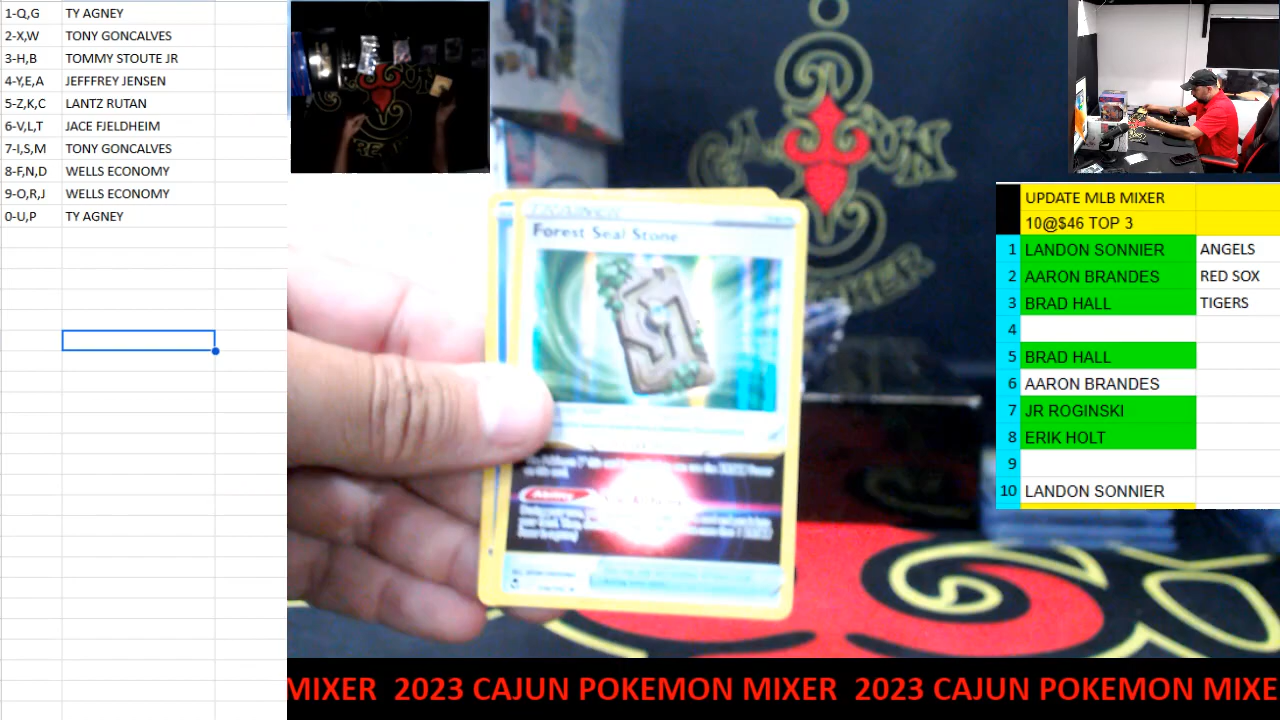 1-Q,G TY AGNEY
2-X,W TONY GONCALVES
3-H,B TOMMY STOUTE JR
4-Y,E,A JEFFFREY JENSEN
5-Z,K,C LANTZ RUTAN
6-V,L,T JACE FJELDHEIM
7-I,S,M TONY GONCALVES
8-F,N,D WELLS ECONOMY
9-O,R,J WELLS ECONOMY
0-U,P TY AGNEY
TRAINER
Forest Seal Stone
Ability
UPDATE MLB MIXER
10@$46 TOP 3
1 LANDON SONNIER ANGELS
2 AARON BRANDES RED SOX
3 BRAD HALL TIGERS
4
5 BRAD HALL
6 AARON BRANDES
7 JR ROGINSKI
8 ERIK HOLT
9
10 LANDON SONNIER
MIXER 2023 CAJUN POKEMON MIXER 2023 CAJUN POKEMON MIXE